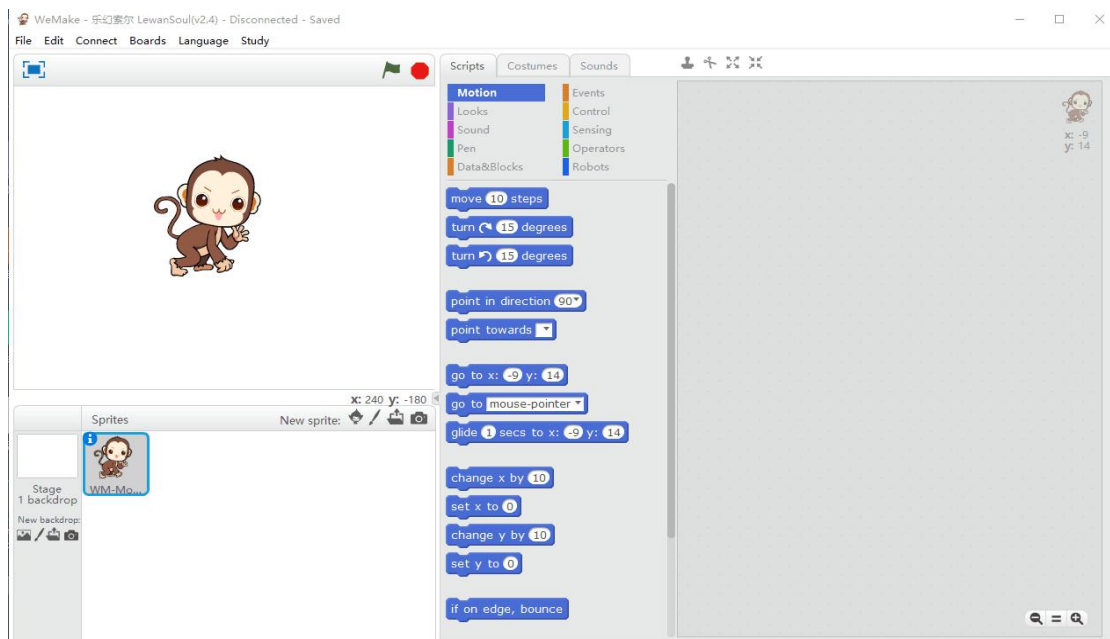 WeMake - 乐幻索尔 LewanSoul(v2.4) - Disconnected - Saved
File Edit Connect Boards Language Study
Scripts Costumes Sounds
Motion Events
Looks Control
Sound Sensing
Pen Operators
Data&Blocks Robots
x: -9
y: 14
move 10 steps
turn 15 degrees
turn 15 degrees
point in direction 90
point towards
go to x: -9 y: 14
go to mouse-pointer
glide 1 secs to x: -9 y: 14
change x by 10
set x to 0
change y by 10
set y to 0
if on edge, bounce
x: 240 y: -180
Sprites New sprite:
Stage
1 backdrop
New backdrop:
WM-Mo...